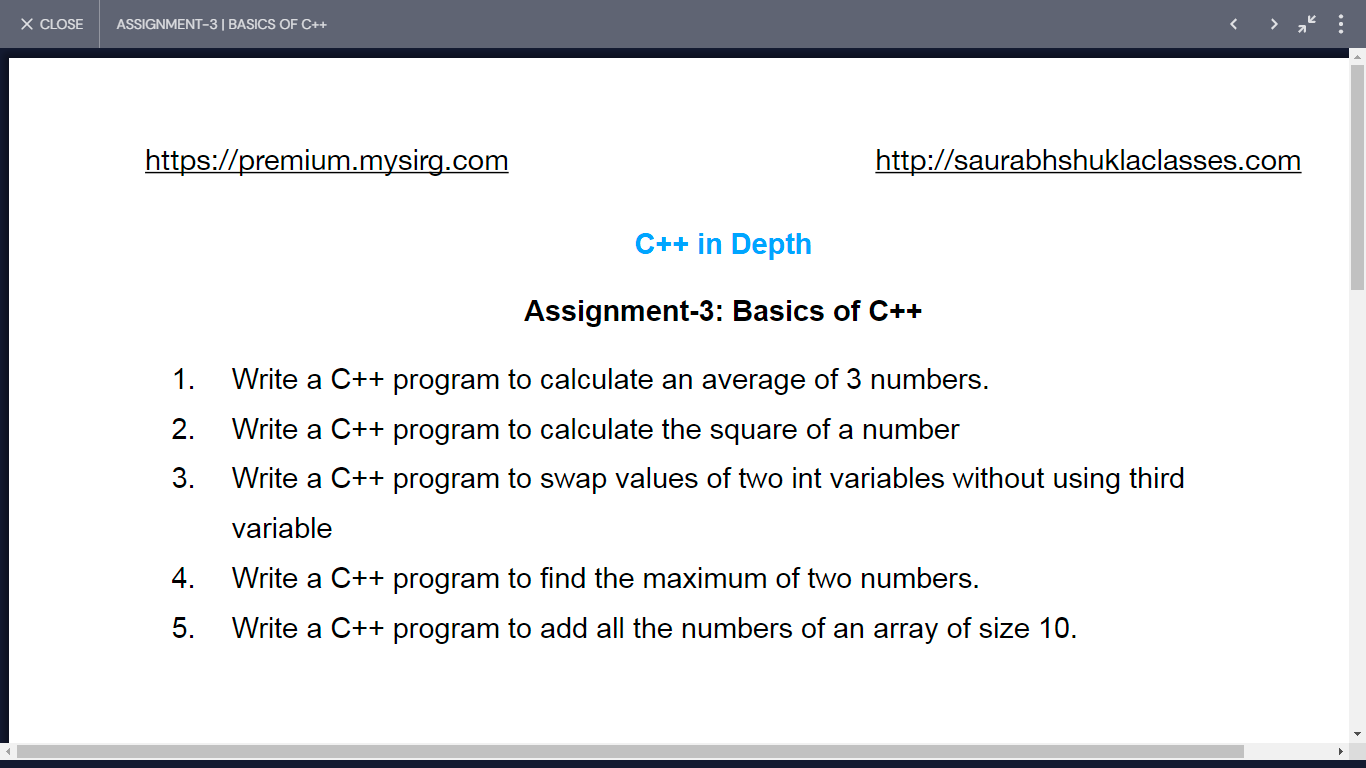 CLOSE
ASSIGNMENT-3 | BASICS OF C++
https://premium.mysirg.com
http://saurabhshuklaclasses.com
C++ in Depth
Assignment-3: Basics of C++
1. Write a C++ program to calculate an average of 3 numbers.
2. Write a C++ program to calculate the square of a number
3. Write a C++ program to swap values of two int variables without using third
variable
4. Write a C++ program to find the maximum of two numbers.
5. Write a C++ program to add all the numbers of an array of size 10.